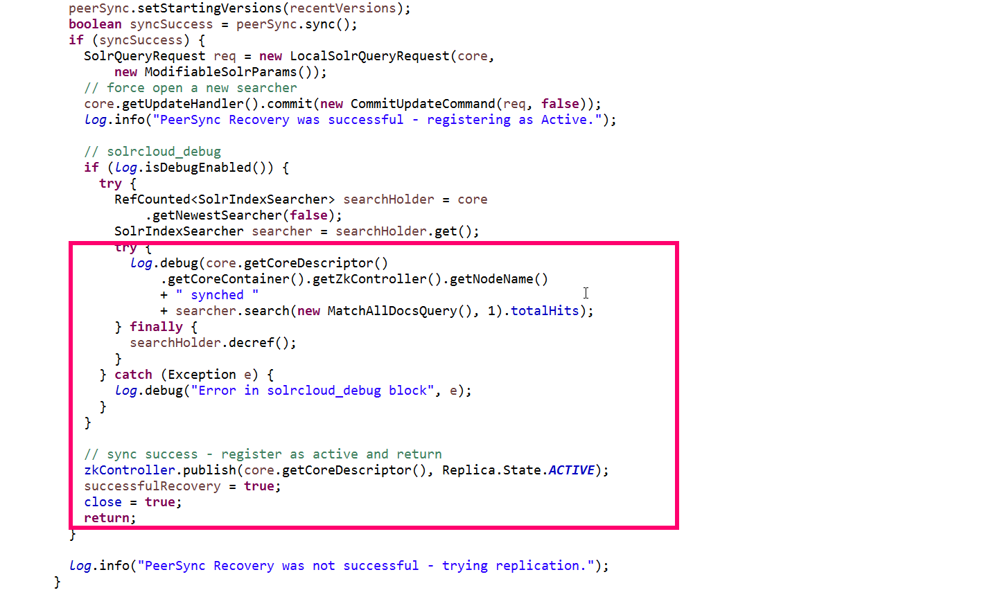 peerSync.setStartingVersions(recentVersions);
boolean syncSuccess = peerSync.sync();
if (syncSuccess) {
SolrQueryRequest req = new LocalSolrQueryRequest(core,
new ModifiableSolrParams());
// force open a new searcher
core.getUpdateHandler().commit(new CommitUpdateCommand(req, false));
log.info("PeerSync Recovery was successful - registering as Active.");
// solrcloud_debug
if (log.isDebugEnabled()) {
try {
RefCounted<SolrIndexSearcher> searchHolder = core
.getNewestSearcher(false);
SolrIndexSearcher searcher = searchHolder.get();
try {
log.debug(core.getCoreDescriptor()
.getCoreContainer().getZkController().getNodeName()
+ " synched "
+ searcher.search(new MatchAllDocsQuery(), 1).totalHits);
} finally {
searchHolder.decref();
}
} catch (Exception e) {
log.debug("Error in solrcloud_debug block", e);
}
}
// sync success - register as active and return
zkController.publish(core.getCoreDescriptor(), Replica.State.ACTIVE);
successfulRecovery = true;
close = true;
return;
}
log.info("PeerSync Recovery was not successful - trying replication.");
}